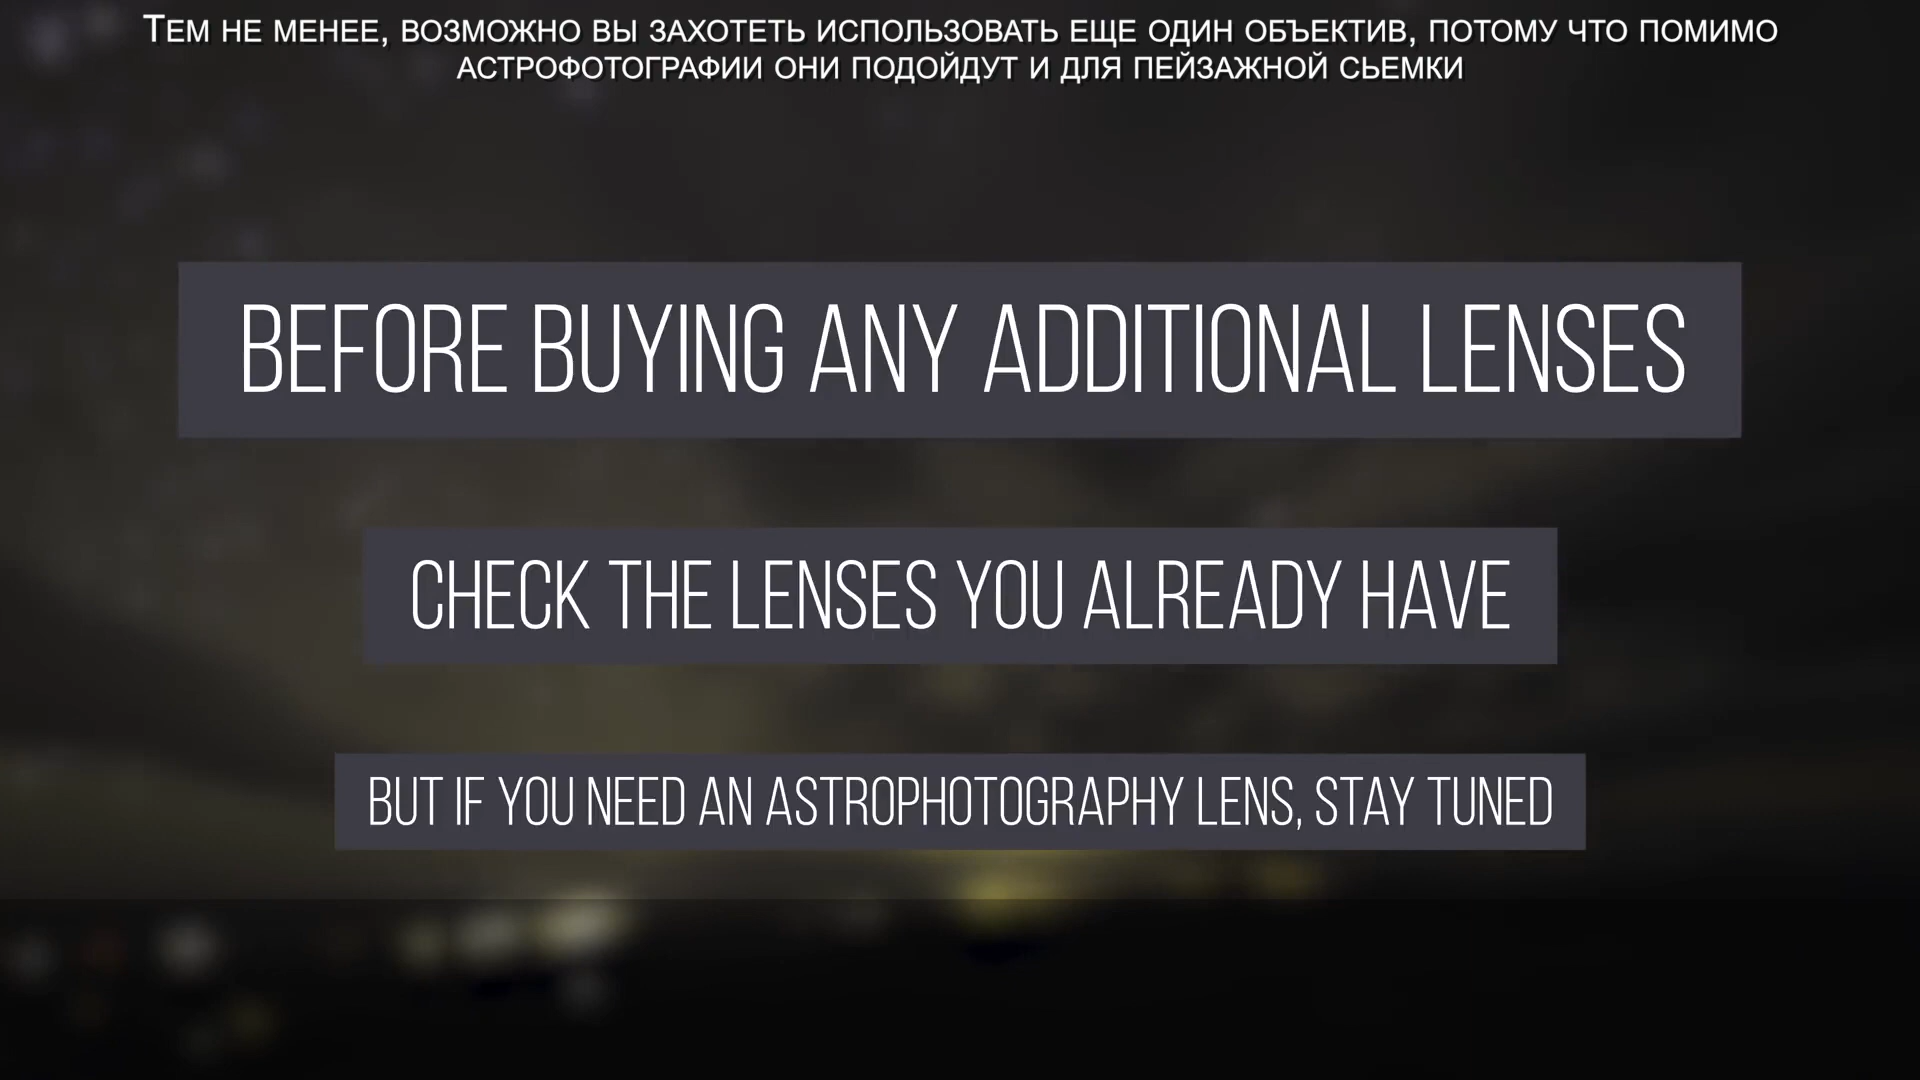 Тем не менее, возможно вы захотеть использовать еще один объектив, потому что помимо
астрофотографии они подойдут и для пейзажной сьемки
BEFORE BUYING ANY ADDITIONAL LENSES
CHECK THE LENSES YOU ALREADY HAVE
BUT IF YOU NEED AN ASTROPHOTOGRAPHY LENS, STAY TUNED